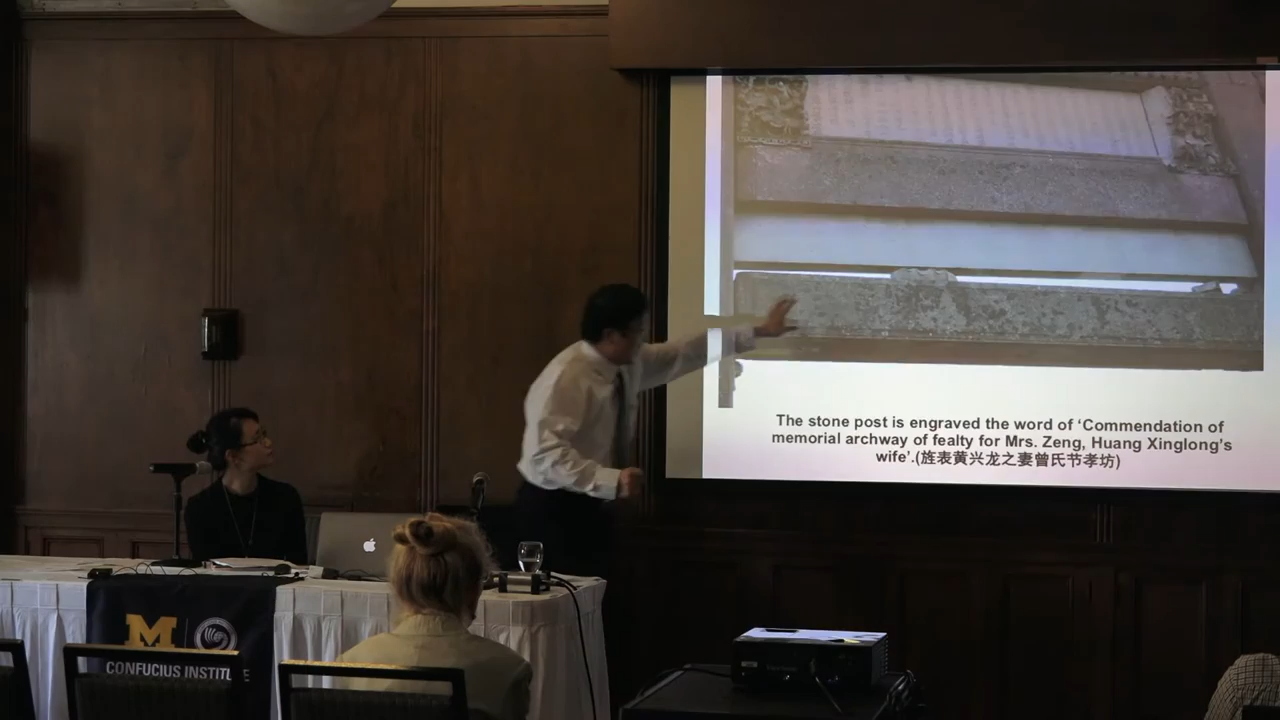 The stone post is engraved the word of ‘Commendation of
memorial archway of fealty for Mrs. Zeng, Huang Xinglong's
wife’.(旌表黄兴龙之妻曾氏节孝坊)
M
CONFUCIUS INSTITUTE